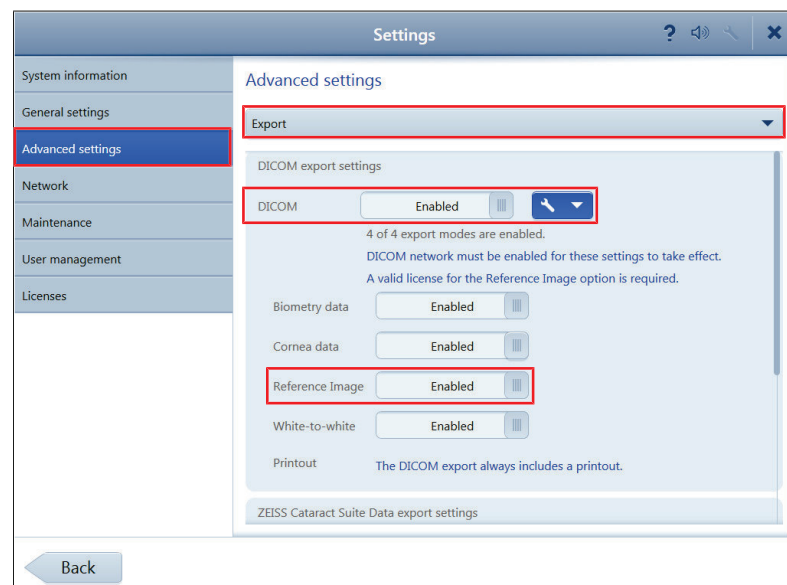 Settings
?
System information
General settings
Advanced settings
Network
Maintenance
User management
Licenses
Advanced settings
Export
DICOM export settings
DICOM Enabled
4 of 4 export modes are enabled.
DICOM network must be enabled for these settings to take effect.
A valid license for the Reference Image option is required.
Biometry data Enabled
Cornea data Enabled
Reference Image Enabled
White-to-white Enabled
Printout The DICOM export always includes a printout.
ZEISS Cataract Suite Data export settings
Back